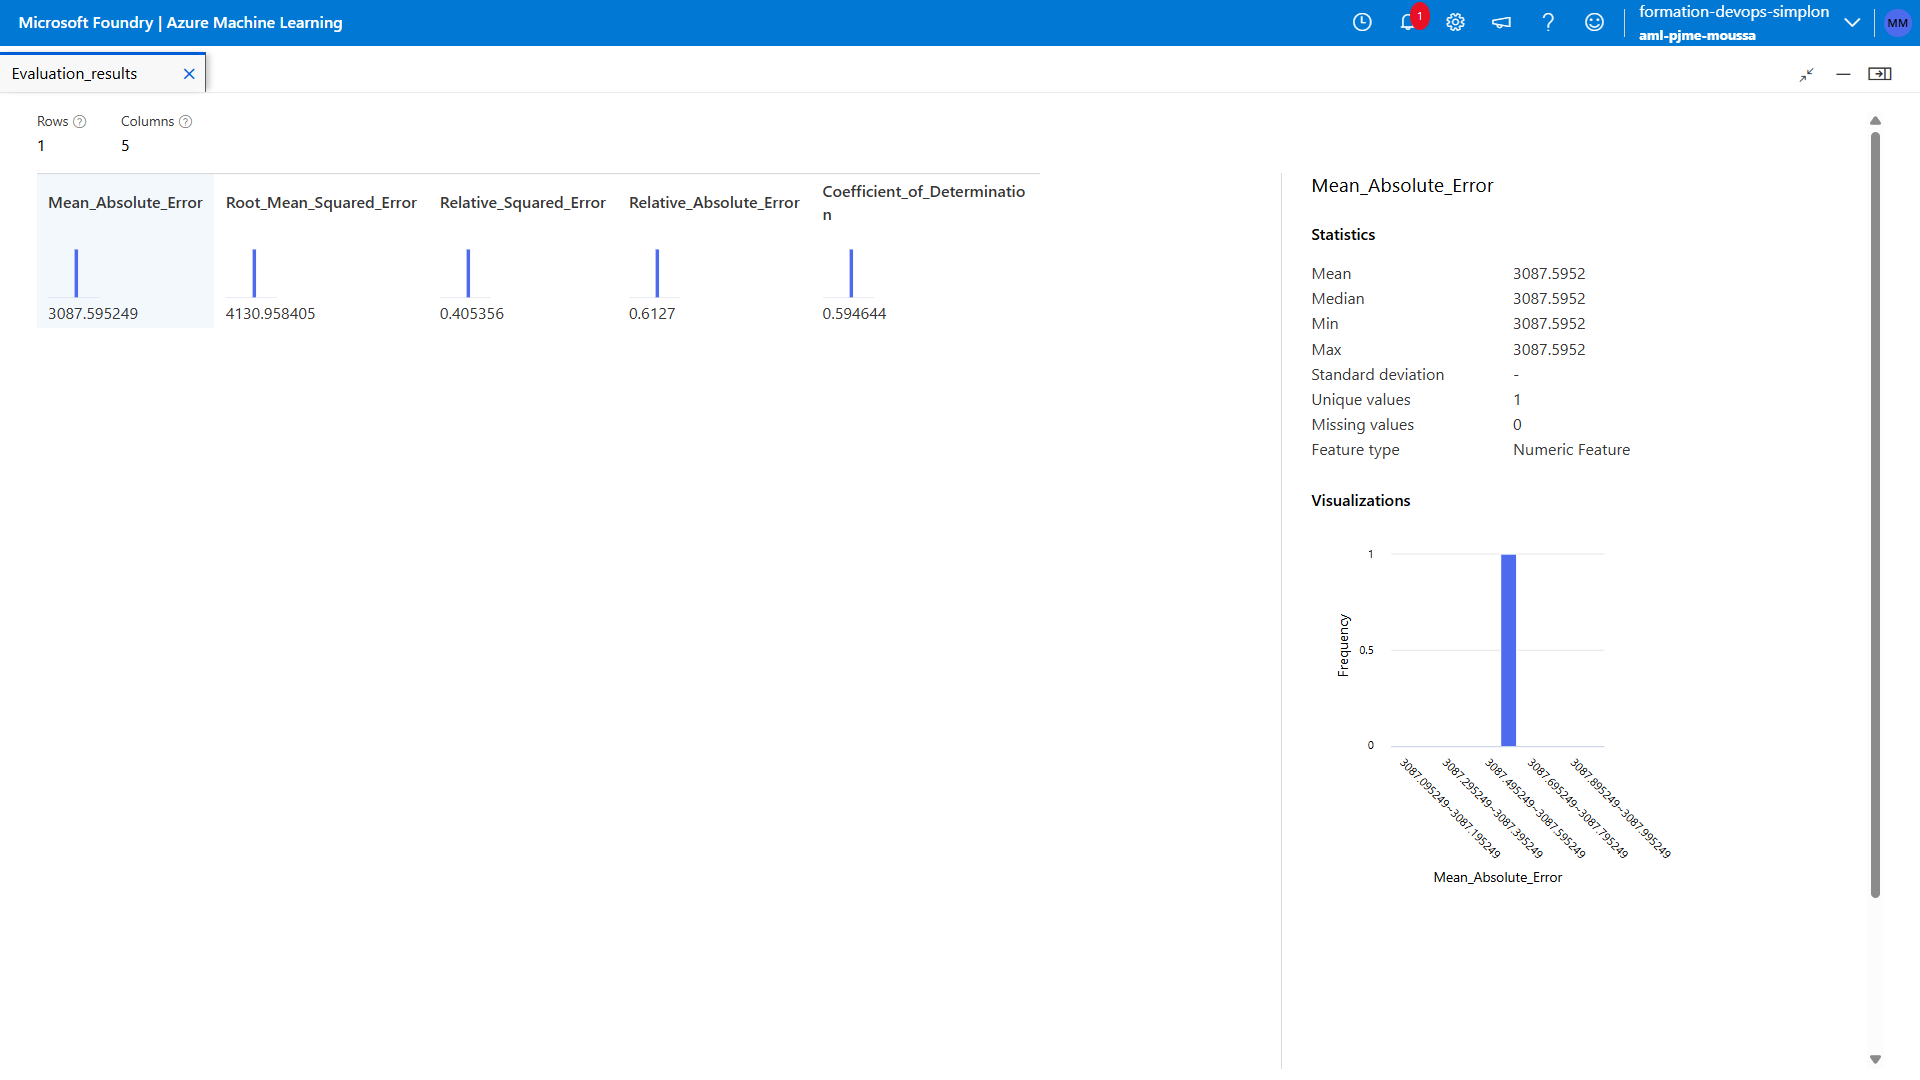 Microsoft Foundry | Azure Machine Learning
1
formation-devops-simplon
aml-pjme-moussa
MM
Evaluation_results
Rows
Columns
1
5
Mean_Absolute_Error
Root_Mean_Squared_Error
Relative_Squared_Error
Relative_Absolute_Error
Coefficient_of_Determinatio
n
3087.595249
4130.958405
0.405356
0.6127
0.594644
Mean_Absolute_Error
Statistics
Mean 3087.5952
Median 3087.5952
Min 3087.5952
Max 3087.5952
Standard deviation -
Unique values 1
Missing values 0
Feature type Numeric Feature
Visualizations
1
0.5
0
Frequency
3087.095249~3087.195249
3087.295249~3087.395249
3087.495249~3087.595249
3087.695249~3087.795249
3087.895249~3087.995249
Mean_Absolute_Error